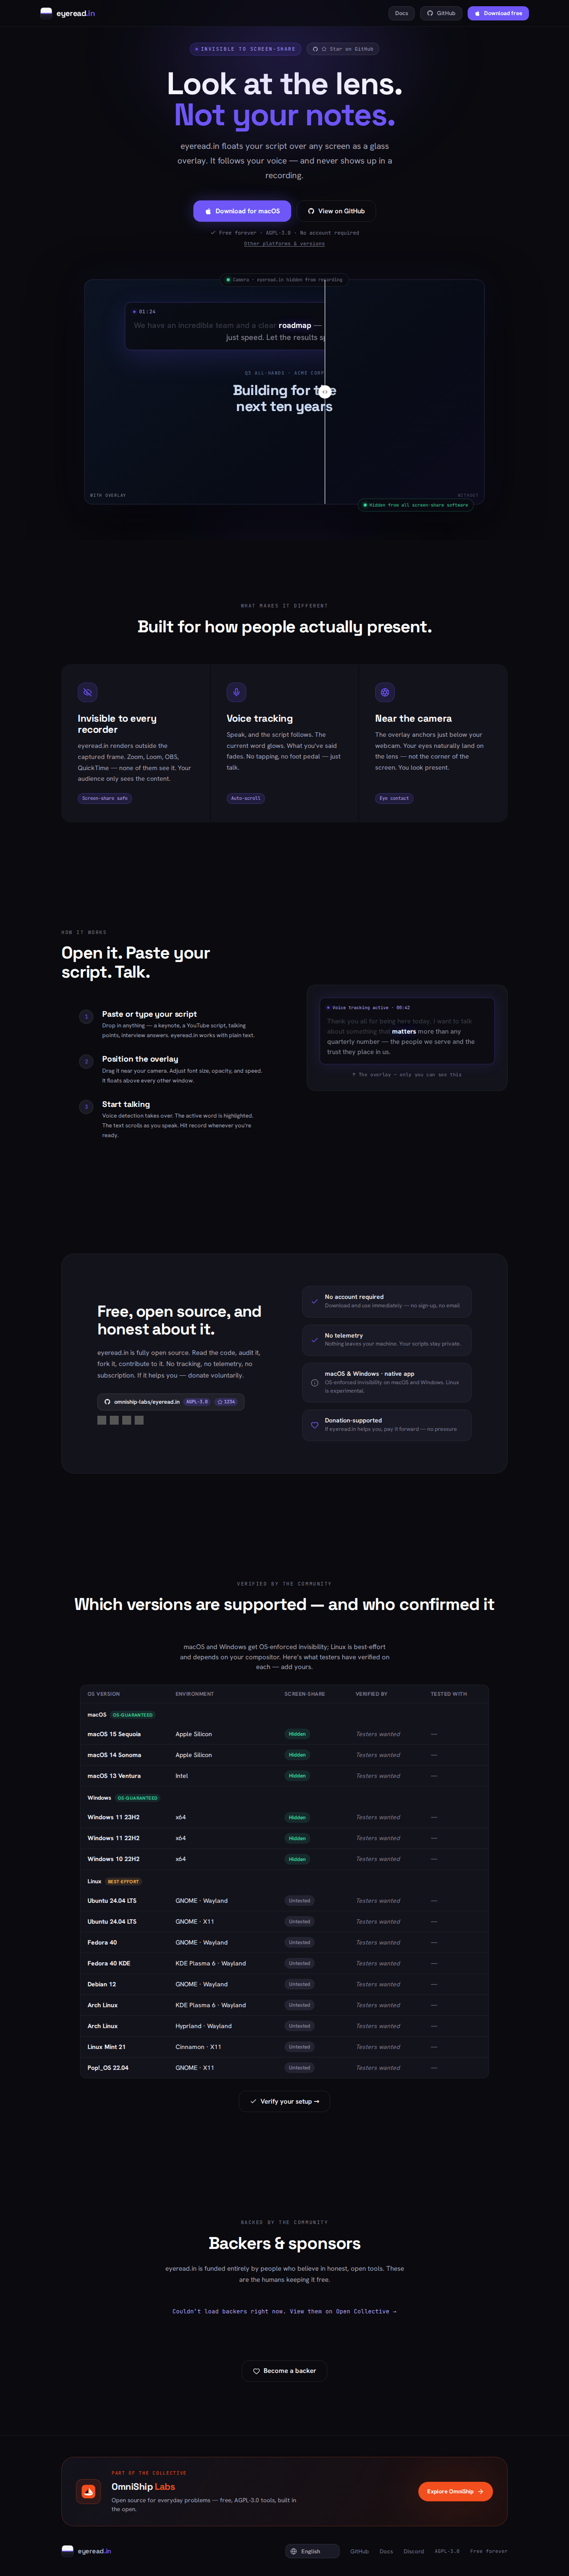 eyeread.in
Docs
GitHub
Download free
INVISIBLE TO SCREEN-SHARE
Star on GitHub
Look at the lens.
Not your notes.
eyeread.in floats your script over any screen as a glass
overlay. It follows your voice — and never shows up in a
recording.
Download for macOS
View on GitHub
Free forever · AGPL-3.0 · No account required
Other platforms & versions
Camera · eyeread.in hidden from recording
01:24
We have an incredible team and a clear roadmap —
just speed. Let the results sp
Q3 ALL-HANDS · ACME CORP
Building for the
next ten years
WITH OVERLAY
WITHOUT
Hidden from all screen-share software
WHAT MAKES IT DIFFERENT
Built for how people actually present.
Invisible to every
recorder
eyeread.in renders outside the
captured frame. Zoom, Loom, OBS,
QuickTime — none of them see it. Your
audience only sees the content.
Screen-share safe
Voice tracking
Speak, and the script follows. The
current word glows. What you've said
fades. No tapping, no foot pedal — just
talk.
Auto-scroll
Near the camera
The overlay anchors just below your
webcam. Your eyes naturally land on
the lens — not the corner of the
screen. You look present.
Eye contact
HOW IT WORKS
Open it. Paste your
script. Talk.
1
Paste or type your script
Drop in anything — a keynote, a YouTube script, talking
points, interview answers. eyeread.in works with plain text.
2
Position the overlay
Drag it near your camera. Adjust font size, opacity, and speed.
It floats above every other window.
3
Start talking
Voice detection takes over. The active word is highlighted.
The text scrolls as you speak. Hit record whenever you're
ready.
Voice tracking active · 00:42
Thank you all for being here today. I want to talk
about something that matters more than any
quarterly number — the people we serve and the
trust they place in us.
↑ The overlay — only you can see this
Free, open source, and
honest about it.
eyeread.in is fully open source. Read the code, audit it,
fork it, contribute to it. No tracking, no telemetry, no
subscription. If it helps you — donate voluntarily.
omniship-labs/eyeread.in
AGPL-3.0
1234
No account required
Download and use immediately — no sign-up, no email.
No telemetry
Nothing leaves your machine. Your scripts stay private.
macOS & Windows · native app
OS-enforced invisibility on macOS and Windows. Linux
is experimental.
Donation-supported
If eyeread.in helps you, pay it forward — no pressure
VERIFIED BY THE COMMUNITY
Which versions are supported — and who confirmed it
macOS and Windows get OS-enforced invisibility; Linux is best-effort
and depends on your compositor. Here's what testers have verified on
each — add yours.
OS VERSION ENVIRONMENT SCREEN-SHARE VERIFIED BY TESTED WITH
macOS OS-GUARANTEED
macOS 15 Sequoia Apple Silicon Hidden Testers wanted —
macOS 14 Sonoma Apple Silicon Hidden Testers wanted —
macOS 13 Ventura Intel Hidden Testers wanted —
Windows OS-GUARANTEED
Windows 11 23H2 x64 Hidden Testers wanted —
Windows 11 22H2 x64 Hidden Testers wanted —
Windows 10 22H2 x64 Hidden Testers wanted —
Linux BEST-EFFORT
Ubuntu 24.04 LTS GNOME · Wayland Untested Testers wanted —
Ubuntu 24.04 LTS GNOME · X11 Untested Testers wanted —
Fedora 40 GNOME · Wayland Untested Testers wanted —
Fedora 40 KDE KDE Plasma 6 · Wayland Untested Testers wanted —
Debian 12 GNOME · Wayland Untested Testers wanted —
Arch Linux KDE Plasma 6 · Wayland Untested Testers wanted —
Arch Linux Hyprland · Wayland Untested Testers wanted —
Linux Mint 21 Cinnamon · X11 Untested Testers wanted —
Pop!_OS 22.04 GNOME · X11 Untested Testers wanted —
Verify your setup →
BACKED BY THE COMMUNITY
Backers & sponsors
eyeread.in is funded entirely by people who believe in honest, open tools. These
are the humans keeping it free.
Couldn't load backers right now. View them on Open Collective →
Become a backer
PART OF THE COLLECTIVE
OmniShip Labs
Open source for everyday problems — free, AGPL-3.0 tools, built in
the open.
Explore OmniShip →
eyeread.in
English
GitHub
Docs
Discord
AGPL-3.0
Free forever